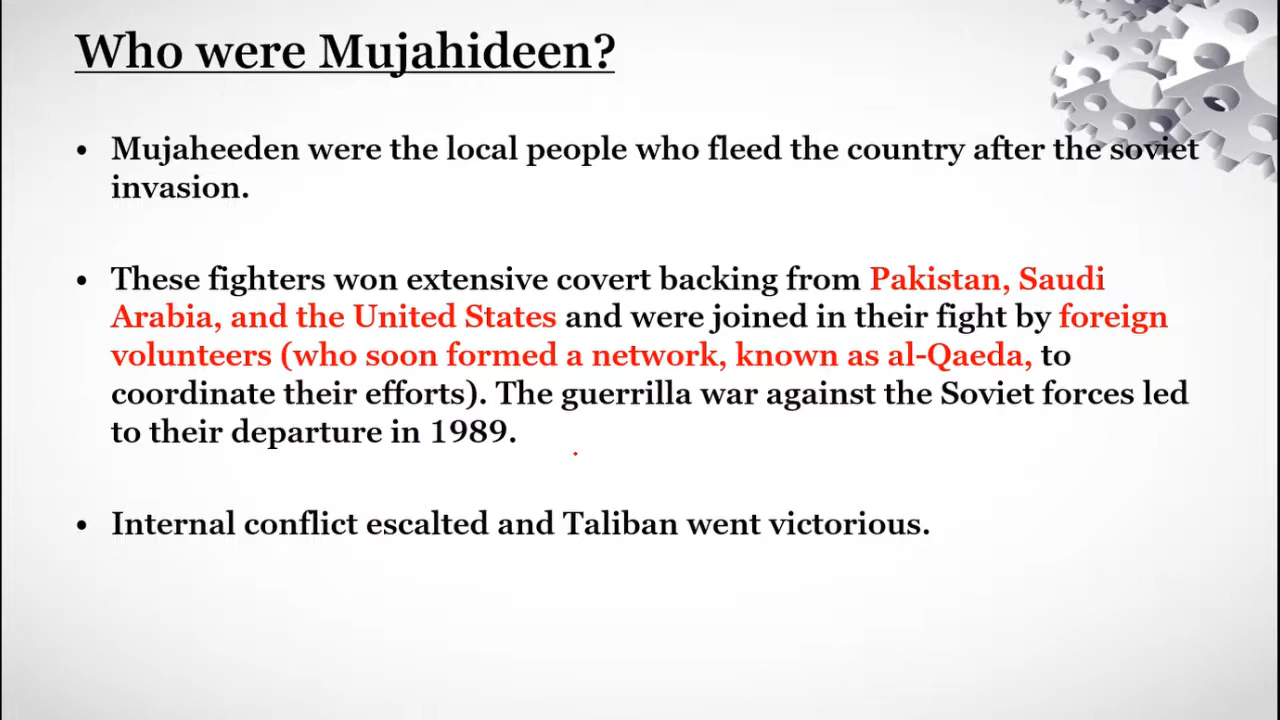 Who were Mujahideen?
• Mujaheeden were the local people who fleed the country after the soviet
invasion.
• These fighters won extensive covert backing from Pakistan, Saudi
Arabia, and the United States and were joined in their fight by foreign
volunteers (who soon formed a network, known as al-Qaeda, to
coordinate their efforts). The guerrilla war against the Soviet forces led
to their departure in 1989.
• Internal conflict escalted and Taliban went victorious.